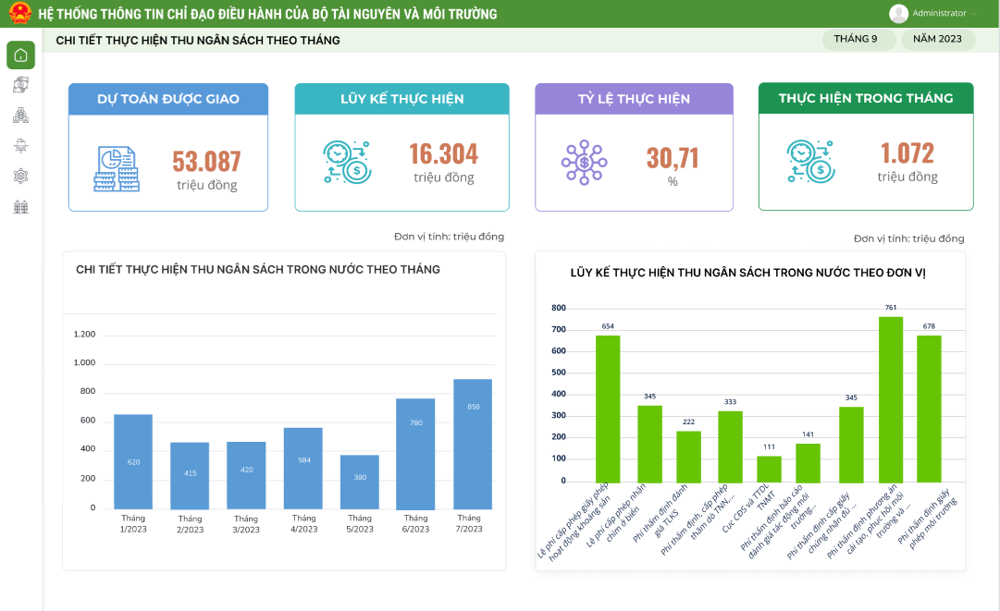 HỆ THỐNG THÔNG TIN CHỈ ĐẠO ĐIỀU HÀNH CỦA BỘ TÀI NGUYÊN VÀ MÔI TRƯỜNG
Administrator
CHI TIẾT THỰC HIỆN THU NGÂN SÁCH THEO THÁNG
THÁNG 9
NĂM 2023
DỰ TOÁN ĐƯỢC GIAO
53.087
triệu đồng
LŨY KẾ THỰC HIỆN
16.304
triệu đồng
TỶ LỆ THỰC HIỆN
30,71
%
THỰC HIỆN TRONG THÁNG
1.072
triệu đồng
Đơn vị tính: triệu đồng
CHI TIẾT THỰC HIỆN THU NGÂN SÁCH TRONG NƯỚC THEO THÁNG
1.200
1.000
800
600
400
200
0
620
415
420
584
380
780
850
Tháng
1/2023
Tháng
2/2023
Tháng
3/2023
Tháng
4/2023
Tháng
5/2023
Tháng
6/2023
Tháng
7/2023
Đơn vị tính: triệu đồng
LŨY KẾ THỰC HIỆN THU NGÂN SÁCH TRONG NƯỚC THEO ĐƠN VỊ
800
700
600
500
400
300
200
100
0
654
345
222
333
111
141
345
761
678
Lệ phí cấp phép giấy phép
hoạt động khoáng sản
Lệ phí cấp phép nhận
chìm ở biển
Phí thẩm định đánh
giá TLKS
Phí thẩm định, cấp phép
thăm dò TNN,...
Cục CĐS và TTDL
TNMT
Phí thẩm định báo cáo
đánh giá tác động môi
trường...
Phí thẩm định cấp giấy
chứng nhận đủ ...
Phí thẩm định phương án
cải tạo, phục hồi môi
trường và ...
Phí thẩm định giấy
phép môi trường